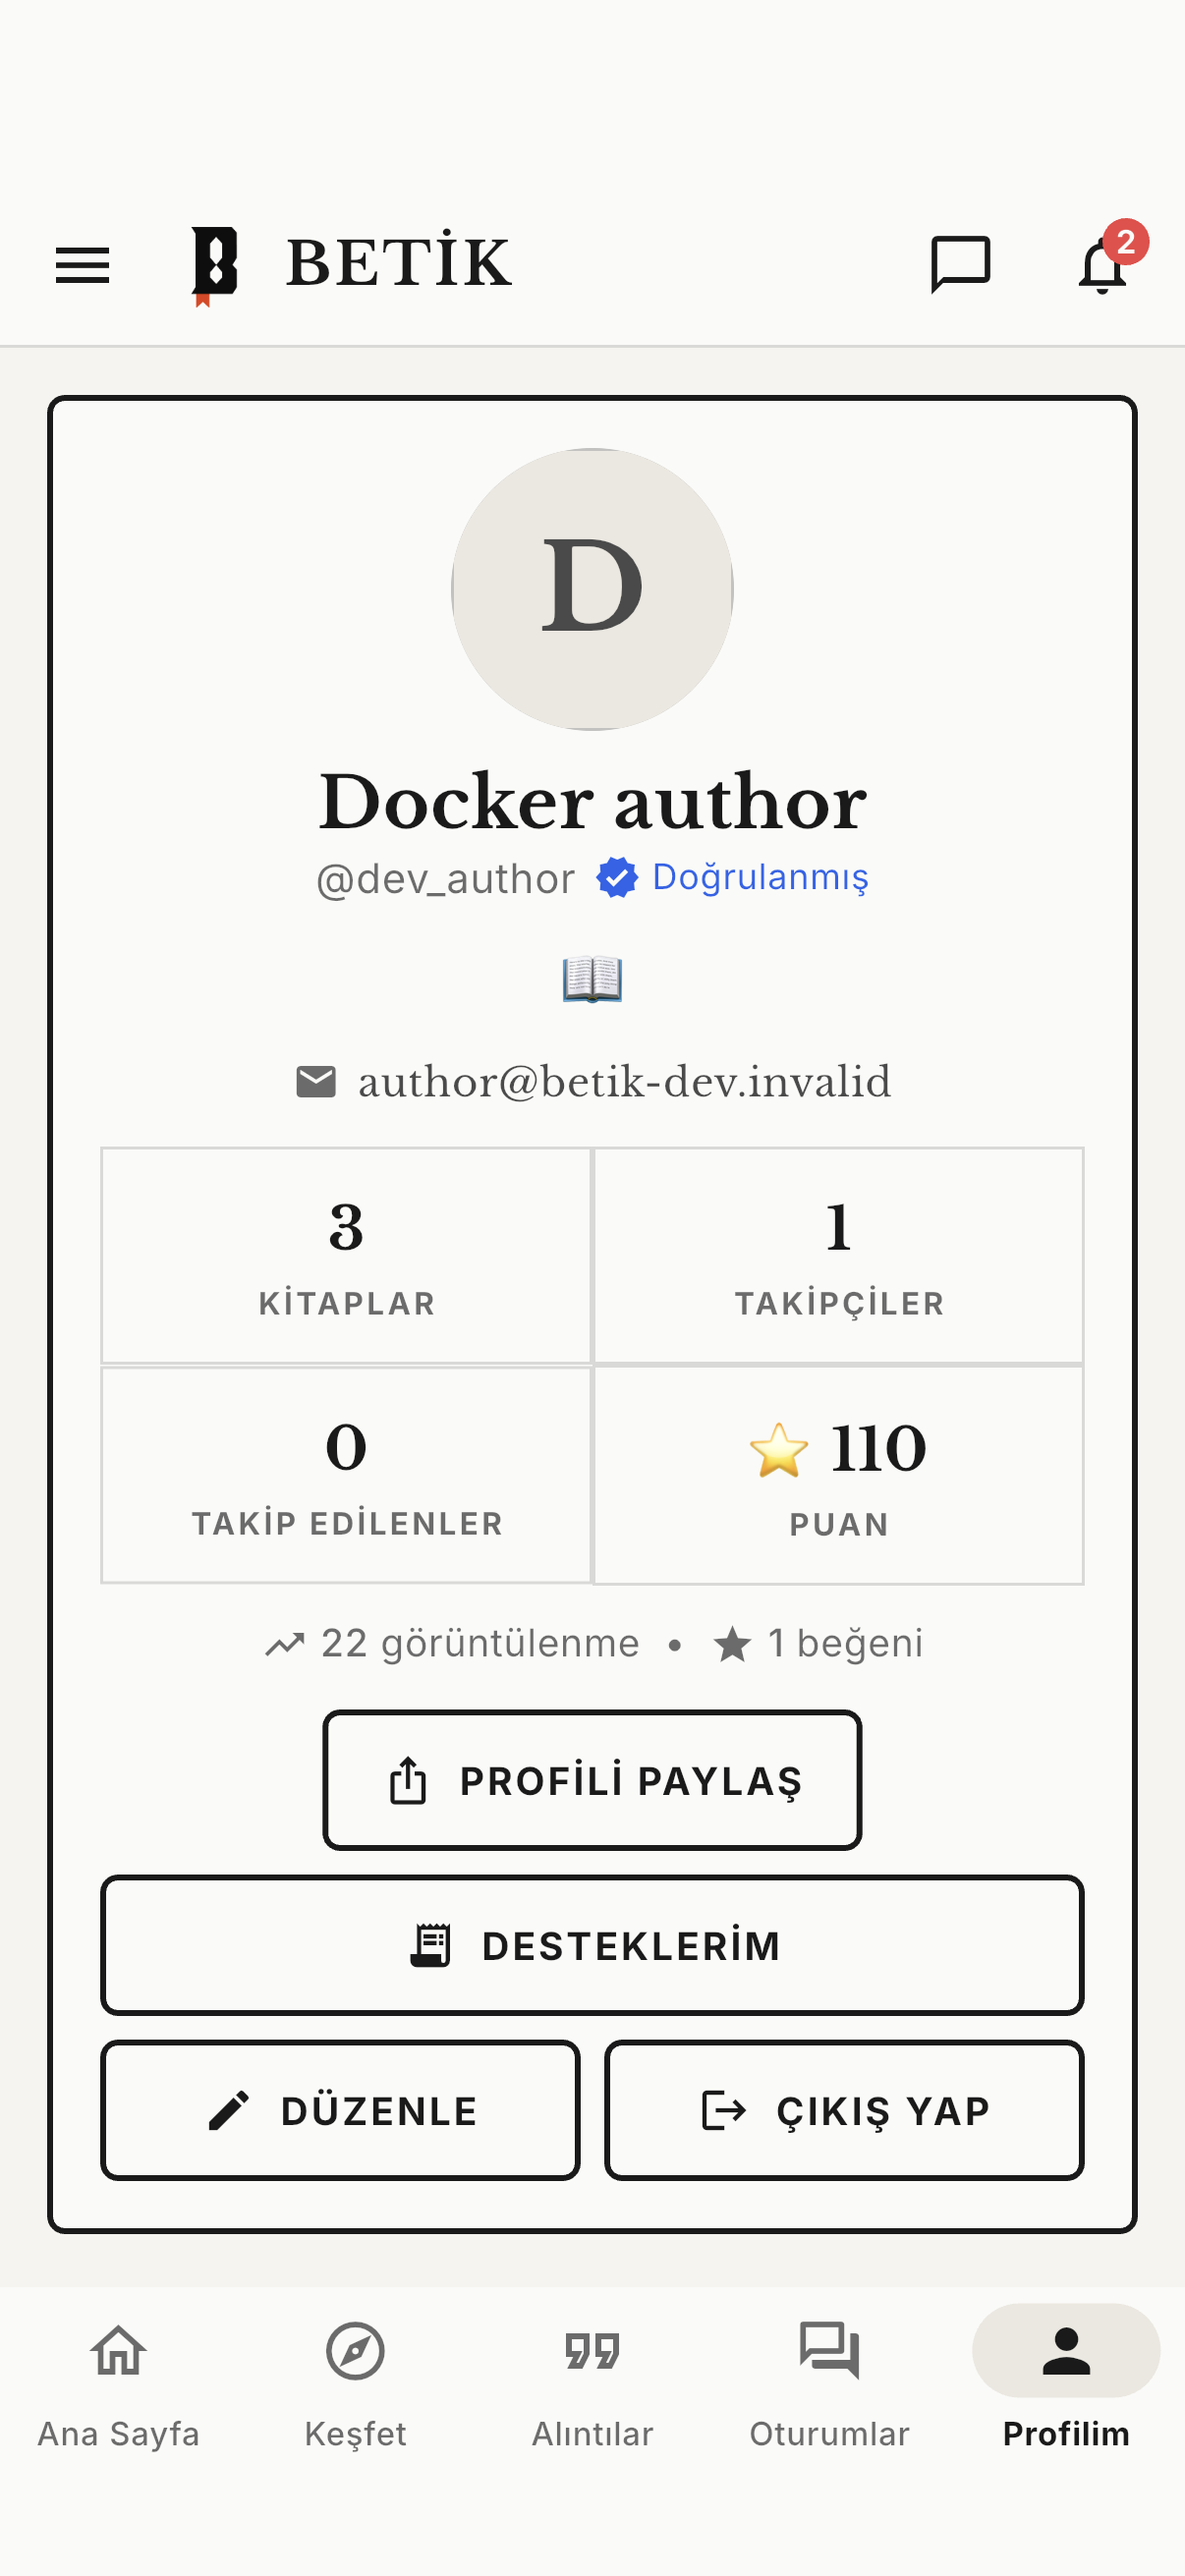 BETİK
2
D
Docker author
@dev_author Doğrulanmış
author@betik-dev.invalid
3
KİTAPLAR
1
TAKİPÇİLER
0
TAKİP EDİLENLER
110
PUAN
22 görüntülenme • 1 beğeni
PROFİLİ PAYLAŞ
DESTEKLERİM
DÜZENLE
ÇIKIŞ YAP
Ana Sayfa
Keşfet
Alıntılar
Oturumlar
Profilim